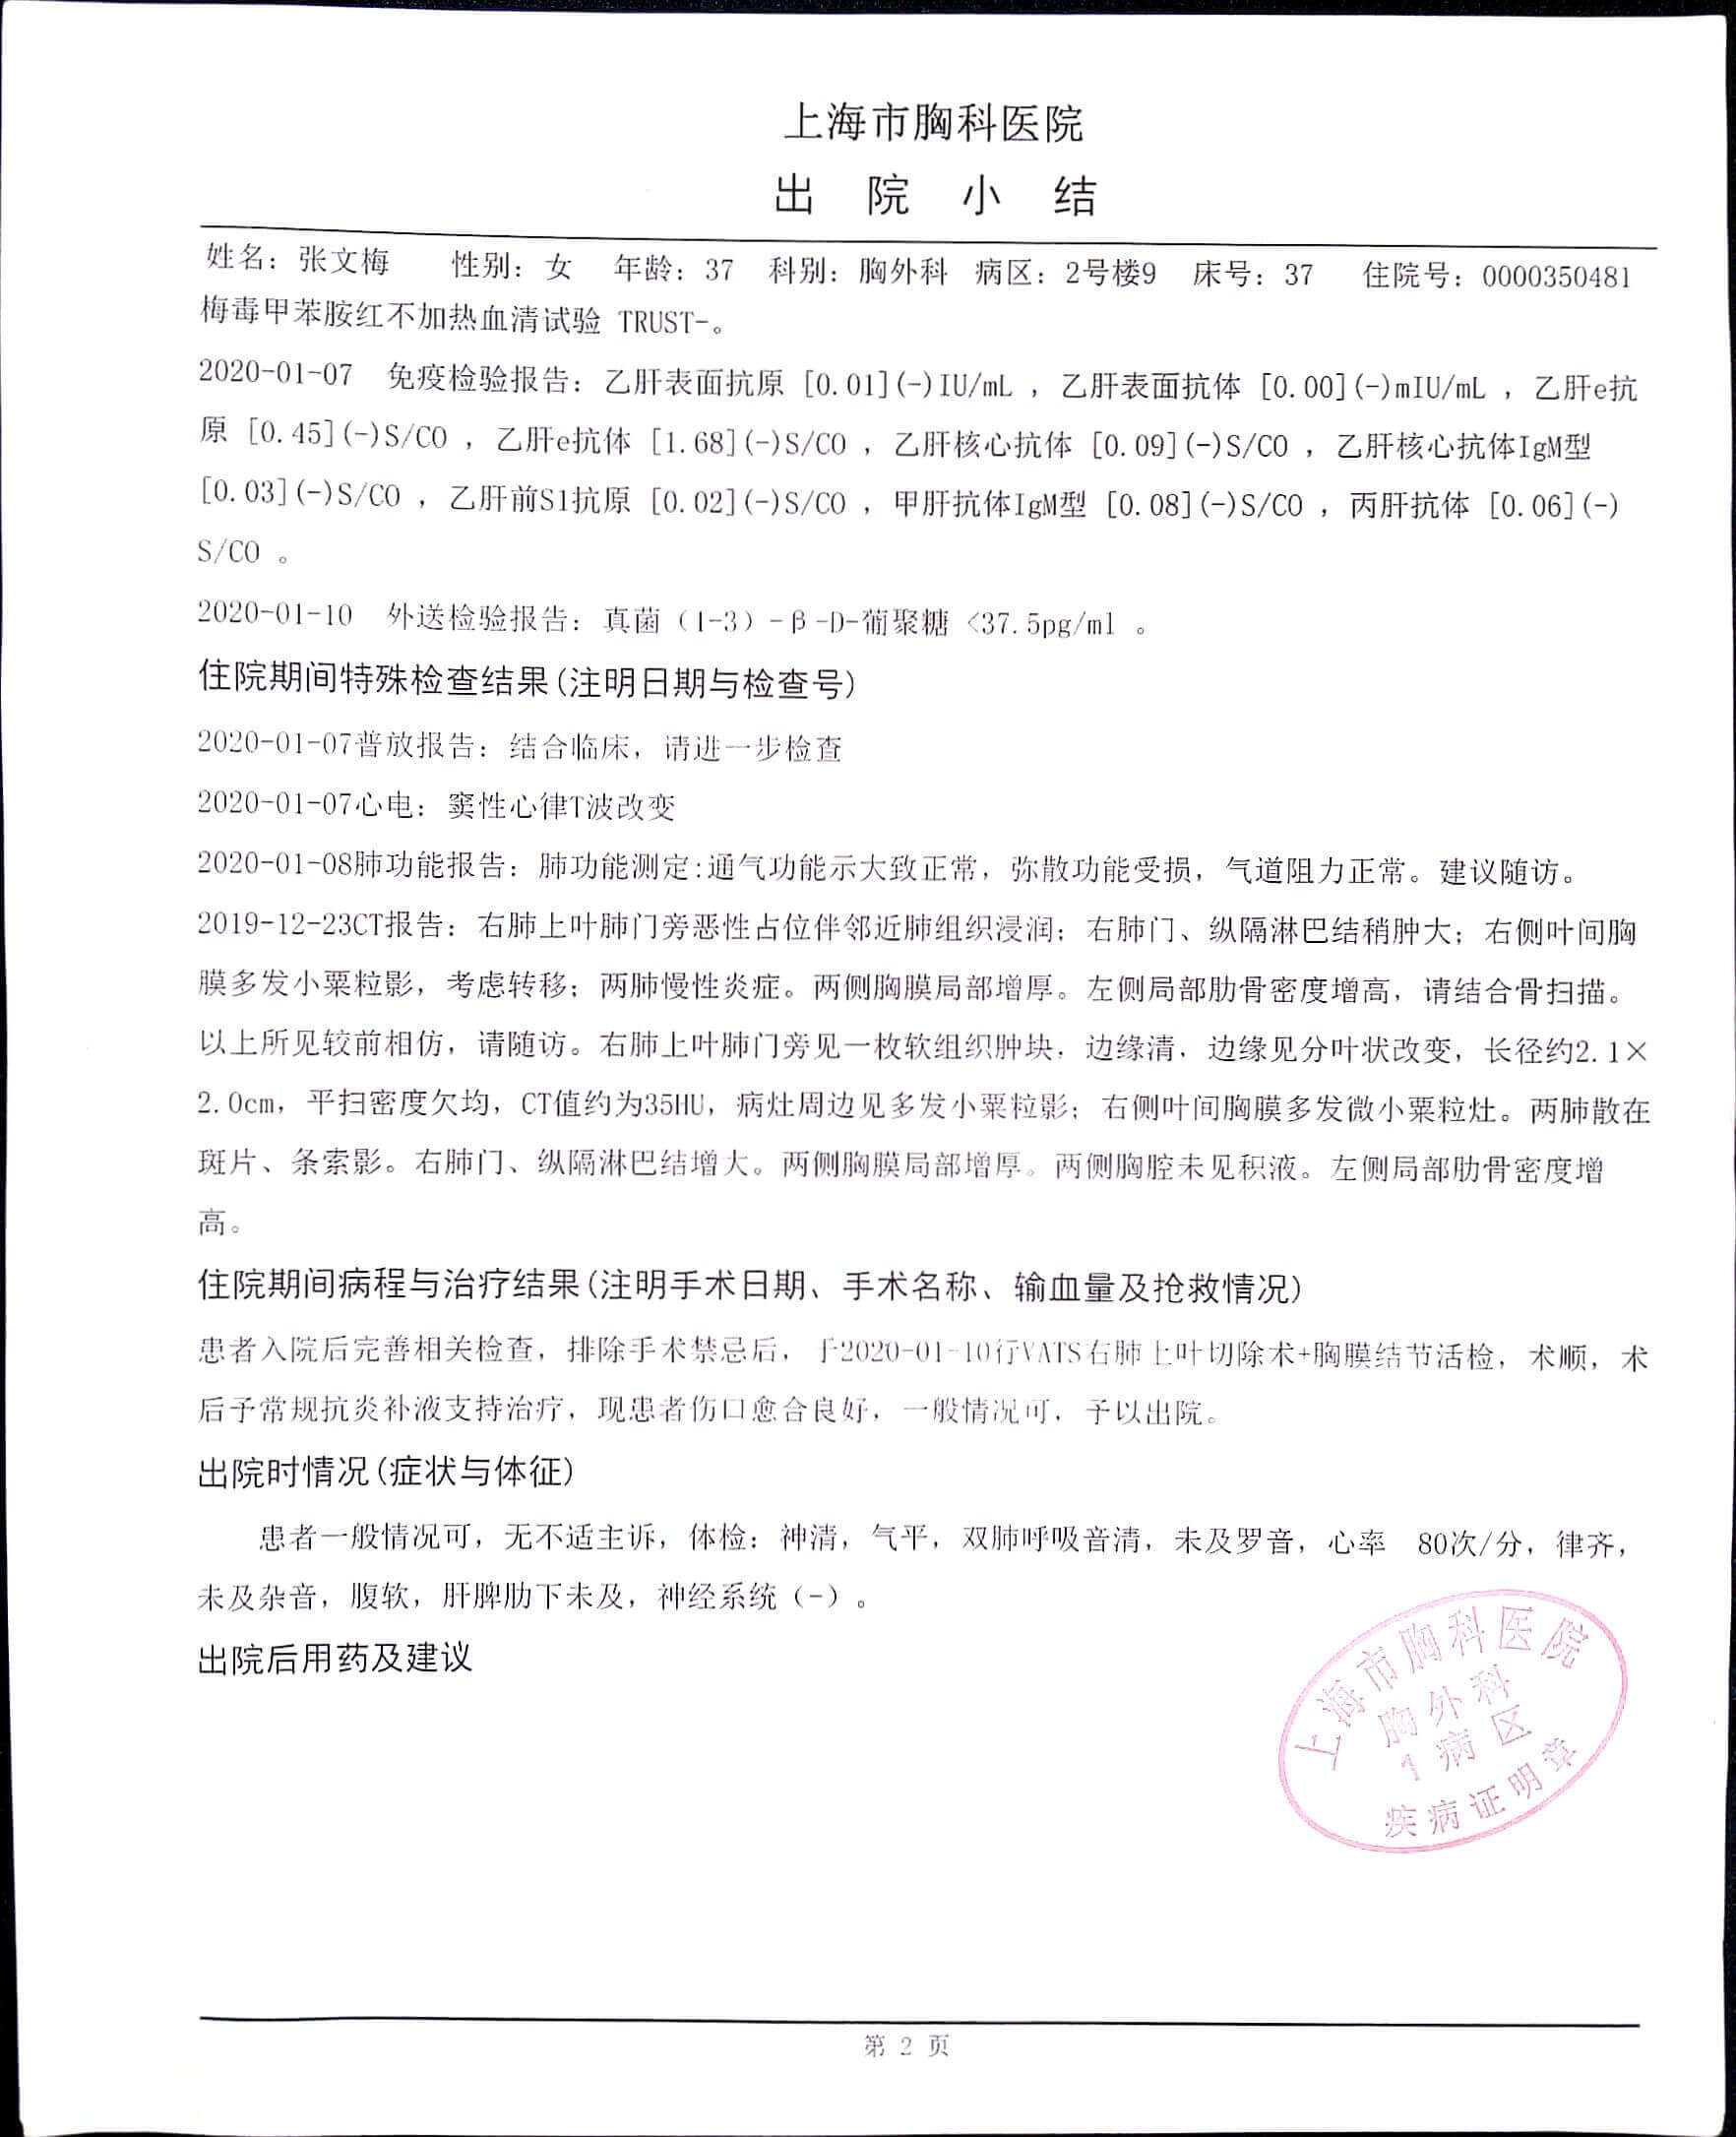 上海市胸科医院
出 院 小 结
姓名：张文梅 性别：女 年龄：37 科别：胸外科 病区：2号楼9 床号：37 住院号：0000350481
梅毒甲苯胺红不加热血清试验 TRUST-。
2020-01-07 免疫检验报告：乙肝表面抗原 [0.01](-)IU/mL ，乙肝表面抗体 [0.00](-)mIU/mL ，乙肝e抗
原 [0.45](-)S/CO ，乙肝e抗体 [1.68](-)S/CO ，乙肝核心抗体 [0.09](-)S/CO ，乙肝核心抗体IgM型
[0.03](-)S/CO ，乙肝前S1抗原 [0.02](-)S/CO ，甲肝抗体IgM型 [0.08](-)S/CO ，丙肝抗体 [0.06](-)
S/CO 。
2020-01-10 外送检验报告：真菌（1-3）-β-D-葡聚糖 <37.5pg/ml 。
住院期间特殊检查结果(注明日期与检查号)
2020-01-07普放报告：结合临床，请进一步检查
2020-01-07心电：窦性心律T波改变
2020-01-08肺功能报告：肺功能测定:通气功能示大致正常，弥散功能受损，气道阻力正常。建议随访。
2019-12-23CT报告：右肺上叶肺门旁恶性占位伴邻近肺组织浸润；右肺门、纵隔淋巴结稍肿大；右侧叶间胸
膜多发小粟粒影，考虑转移；两肺慢性炎症。两侧胸膜局部增厚。左侧局部肋骨密度增高，请结合骨扫描。
以上所见较前相仿，请随访。右肺上叶肺门旁见一枚软组织肿块，边缘清，边缘见分叶状改变，长径约2.1×
2.0cm，平扫密度欠均，CT值约为35HU，病灶周边见多发小粟粒影；右侧叶间胸膜多发微小粟粒灶。两肺散在
斑片、条索影。右肺门、纵隔淋巴结增大。两侧胸膜局部增厚。两侧胸腔未见积液。左侧局部肋骨密度增
高。
住院期间病程与治疗结果(注明手术日期、手术名称、输血量及抢救情况)
患者入院后完善相关检查，排除手术禁忌后，于2020-01-10行VATS右肺上叶切除术+胸膜结节活检，术顺，术
后予常规抗炎补液支持治疗，现患者伤口愈合良好，一般情况可，予以出院。
出院时情况(症状与体征)
患者一般情况可，无不适主诉，体检：神清，气平，双肺呼吸音清，未及罗音，心率 80次/分，律齐，
未及杂音，腹软，肝脾肋下未及，神经系统（-）。
出院后用药及建议
上海市胸科医院
胸外科
1病区
疾病证明章
第 2 页